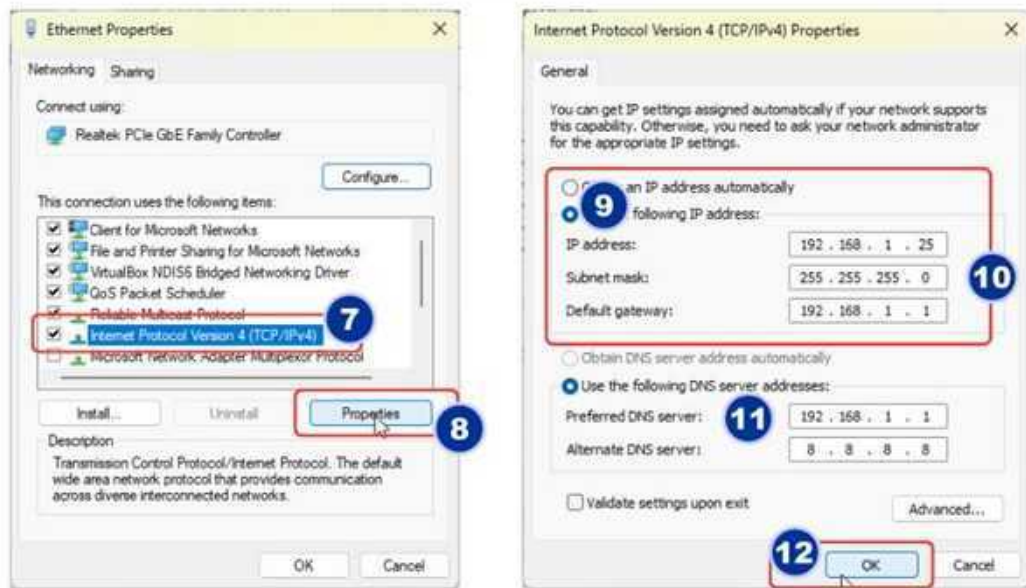 Ethernet Properties
Networking
Sharing
Connect using:
Realtek PCIe GbE Family Controller
Configure...
This connection uses the following items:
Client for Microsoft Networks
File and Printer Sharing for Microsoft Networks
VirtualBox NDIS6 Bridged Networking Driver
QoS Packet Scheduler
Reliable Multicast Protocol
Internet Protocol Version 4 (TCP/IPv4)
7
Microsoft Network Adapter Multiplexor Protocol
Install...
Uninstall
Properties
8
Description
Transmission Control Protocol/Internet Protocol. The default
wide area network protocol that provides communication
across diverse interconnected networks.
OK
Cancel
Internet Protocol Version 4 (TCP/IPv4) Properties
General
You can get IP settings assigned automatically if your network supports
this capability. Otherwise, you need to ask your network administrator
for the appropriate IP settings.
an IP address automatically
9
following IP address:
IP address:
192 . 168 . 1 . 25
Subnet mask:
255 . 255 . 255 . 0
10
Default gateway:
192 . 168 . 1 . 1
Obtain DNS server address automatically
Use the following DNS server addresses:
Preferred DNS server:
11
192 . 168 . 1 . 1
Alternate DNS server:
8 . 8 . 8 . 8
Validate settings upon exit
Advanced...
12
OK
Cancel